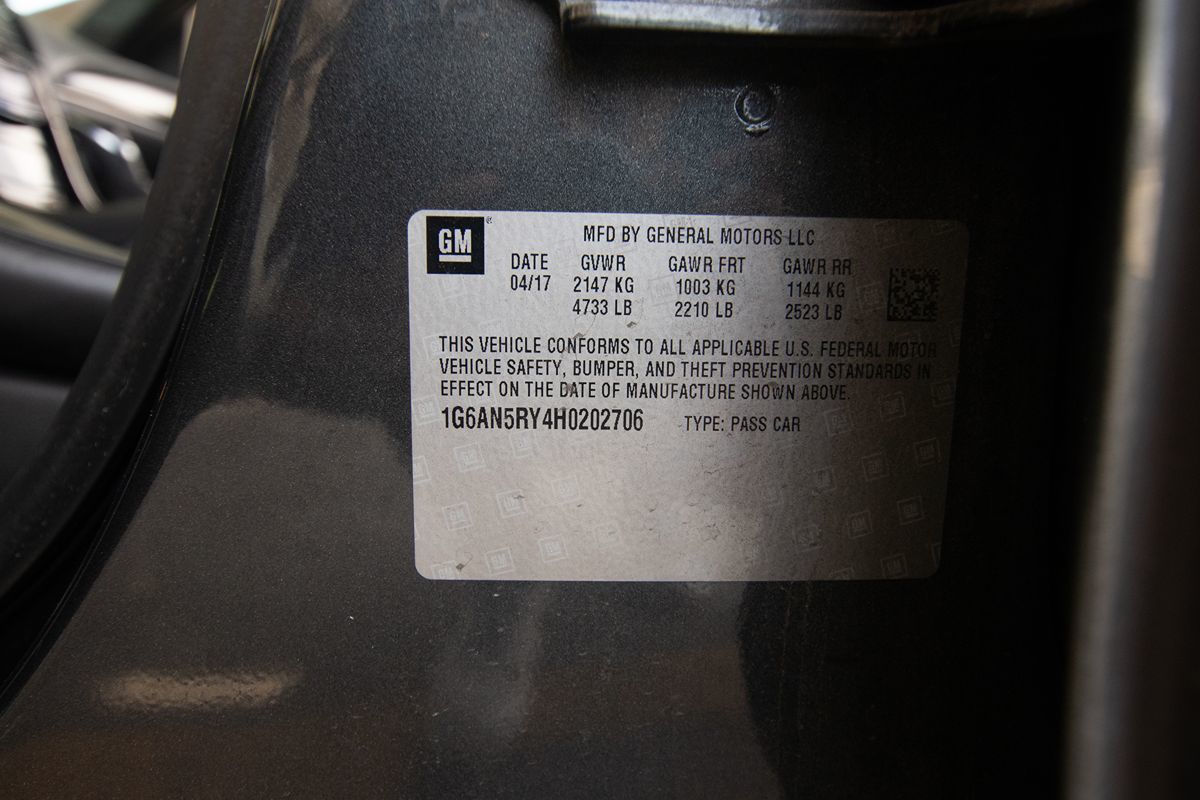 GM
MFD BY GENERAL MOTORS LLC
DATE GVWR GAWR FRT GAWR RR
04/17 2147 KG 1003 KG 1144 KG
4733 LB 2210 LB 2523 LB
THIS VEHICLE CONFORMS TO ALL APPLICABLE U.S. FEDERAL MOTOR
VEHICLE SAFETY, BUMPER, AND THEFT PREVENTION STANDARDS IN
EFFECT ON THE DATE OF MANUFACTURE SHOWN ABOVE.
1G6AN5RY4H0202706 TYPE: PASS CAR